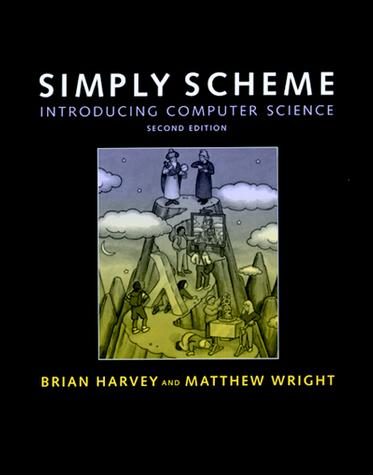 SIMPLY SCHEME
INTRODUCING COMPUTER SCIENCE
SECOND EDITION
BRIAN HARVEY AND MATTHEW WRIGHT